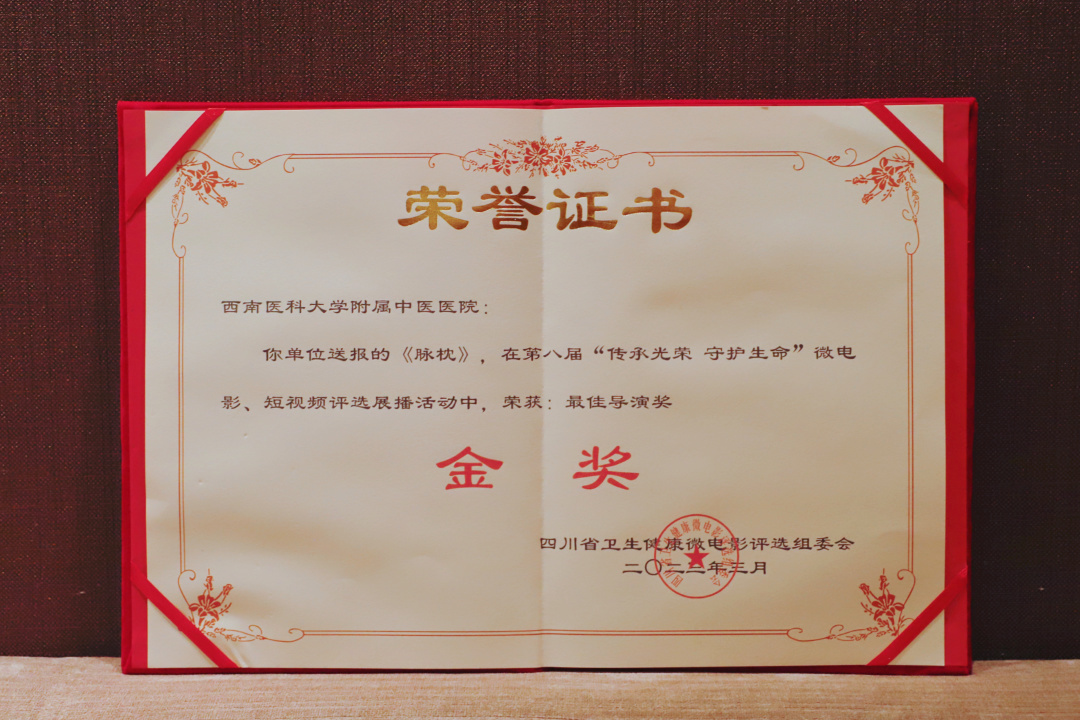 荣誉证书
西南医科大学附属中医医院：
你单位送报的《脉枕》，在第八届“传承光荣 守护生命”微电
影、短视频评选展播活动中，荣获：最佳导演奖
金 奖
四川省卫生健康微电影评选组委会
二〇二三年三月